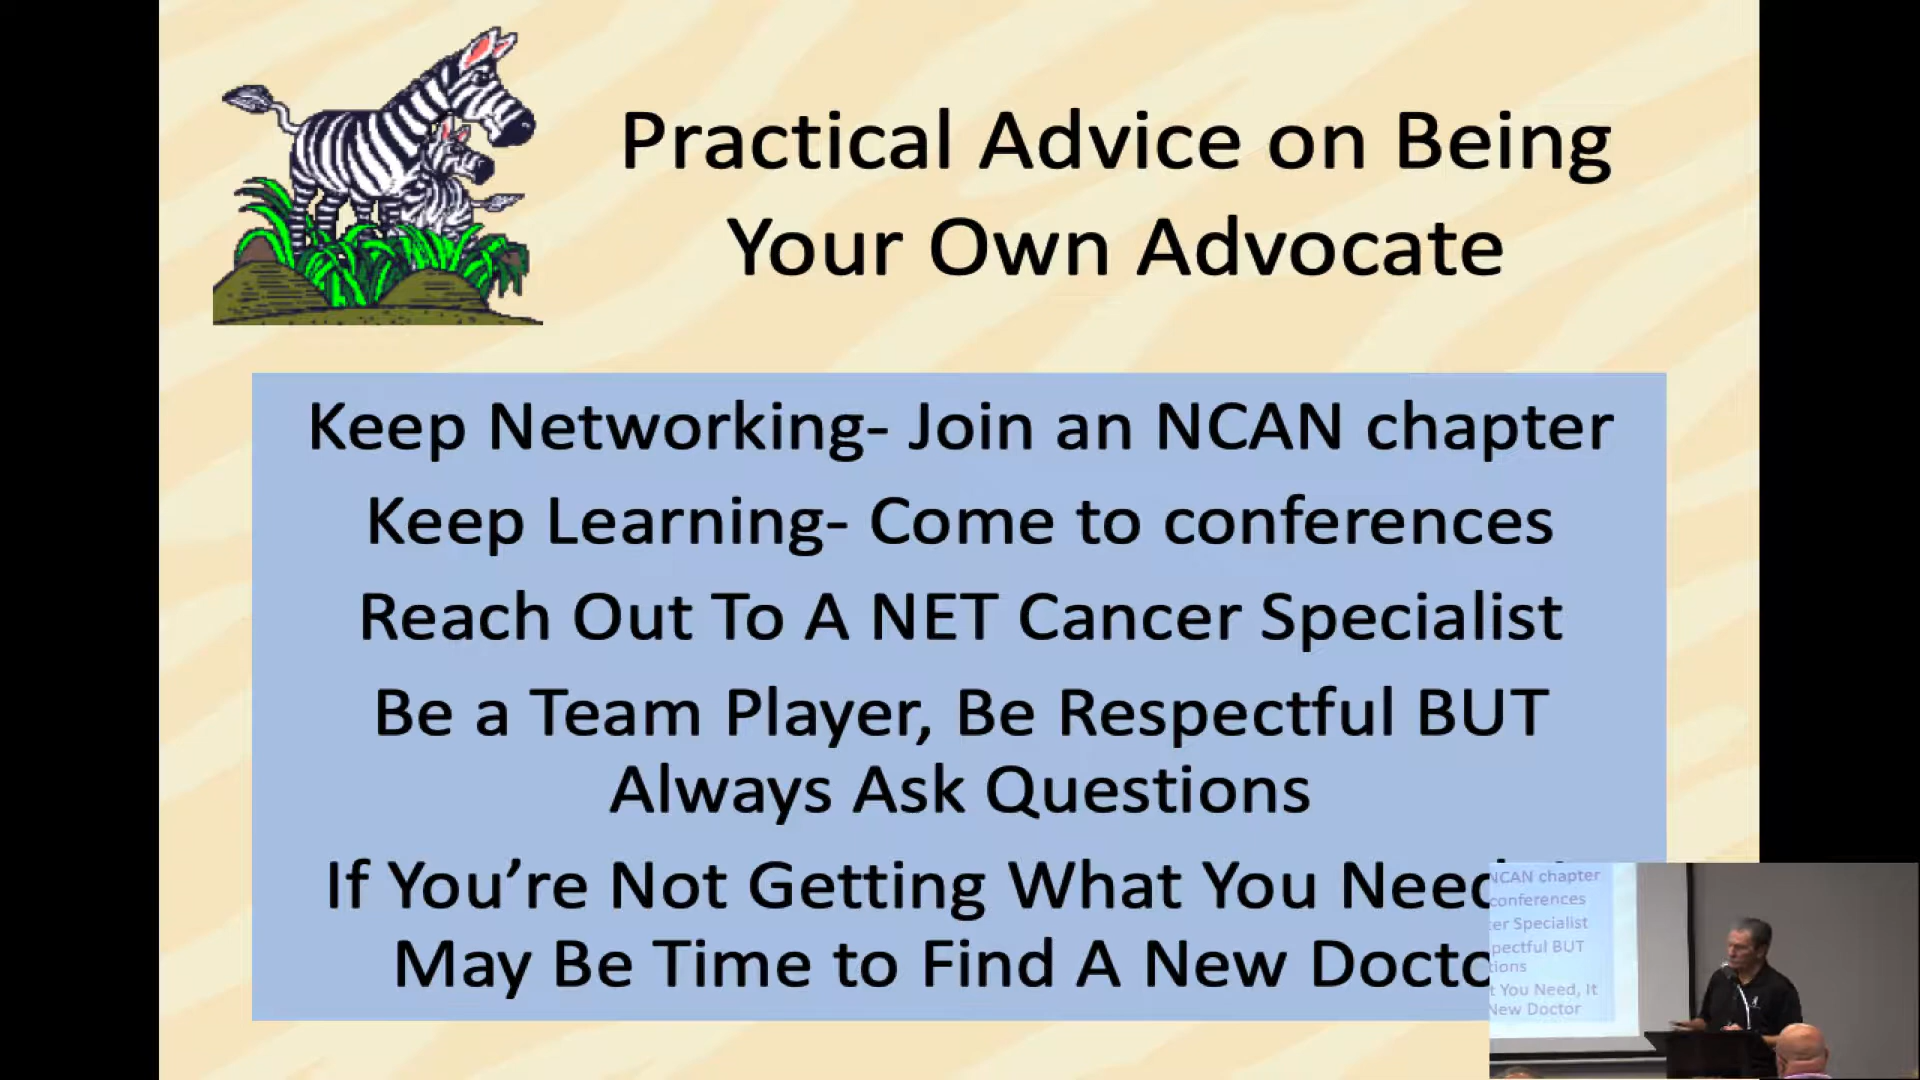 Practical Advice on Being
Your Own Advocate
Keep Networking- Join an NCAN chapter
Keep Learning- Come to conferences
Reach Out To A NET Cancer Specialist
Be a Team Player, Be Respectful BUT
Always Ask Questions
If You're Not Getting What You Need
May Be Time to Find A New Docto
NCAN chapter
conferences
er Specialist
pectful BUT
tions
t You Need, It
New Doctor